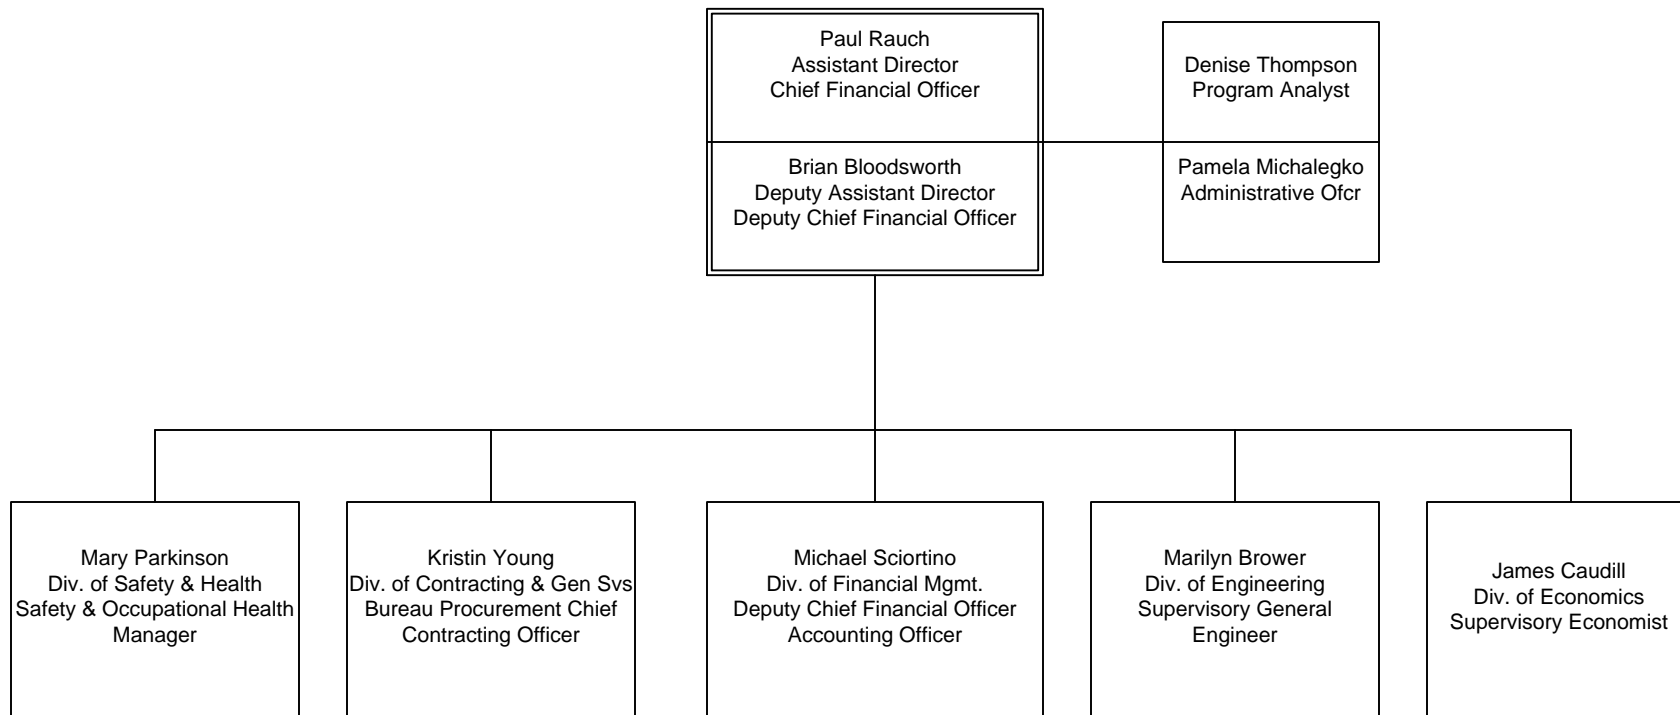 Paul Rauch
Assistant Director
Chief Financial Officer
Brian Bloodsworth
Deputy Assistant Director
Deputy Chief Financial Officer
Denise Thompson
Program Analyst
Pamela Michalegko
Administrative Ofcr
Mary Parkinson
Div. of Safety & Health
Safety & Occupational Health
Manager
Kristin Young
Div. of Contracting & Gen Svs
Bureau Procurement Chief
Contracting Officer
Michael Sciortino
Div. of Financial Mgmt.
Deputy Chief Financial Officer
Accounting Officer
Marilyn Brower
Div. of Engineering
Supervisory General
Engineer
James Caudill
Div. of Economics
Supervisory Economist